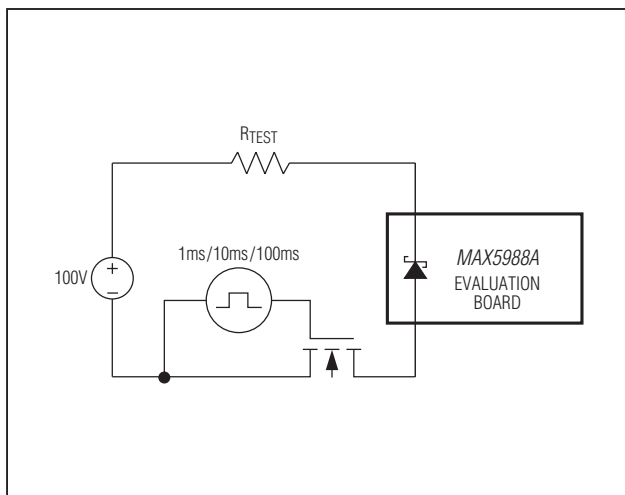 RTEST
1ms/10ms/100ms
100V
+
−
MAX5988A
EVALUATION
BOARD